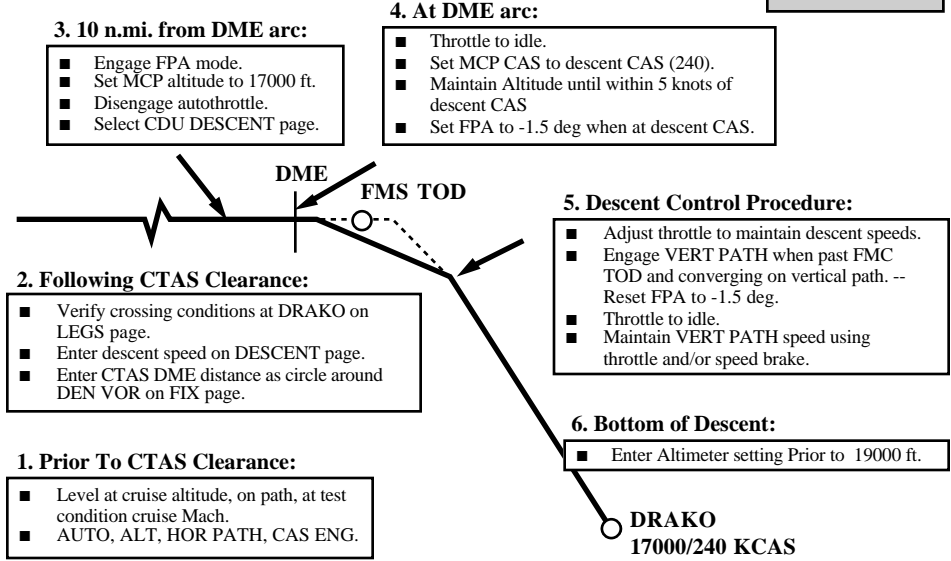 4. At DME arc:
■ Throttle to idle.
■ Set MCP CAS to descent CAS (240).
■ Maintain Altitude until within 5 knots of
descent CAS
■ Set FPA to -1.5 deg when at descent CAS.
3. 10 n.mi. from DME arc:
■ Engage FPA mode.
■ Set MCP altitude to 17000 ft.
■ Disengage autothrottle.
■ Select CDU DESCENT page.
DME
FMS TOD
5. Descent Control Procedure:
■ Adjust throttle to maintain descent speeds.
■ Engage VERT PATH when past FMC
TOD and converging on vertical path. --
Reset FPA to -1.5 deg.
■ Throttle to idle.
■ Maintain VERT PATH speed using
throttle and/or speed brake.
2. Following CTAS Clearance:
■ Verify crossing conditions at DRAKO on
LEGS page.
■ Enter descent speed on DESCENT page.
■ Enter CTAS DME distance as circle around
DEN VOR on FIX page.
6. Bottom of Descent:
■ Enter Altimeter setting Prior to 19000 ft.
1. Prior To CTAS Clearance:
■ Level at cruise altitude, on path, at test
condition cruise Mach.
■ AUTO, ALT, HOR PATH, CAS ENG.
DRAKO
17000/240 KCAS